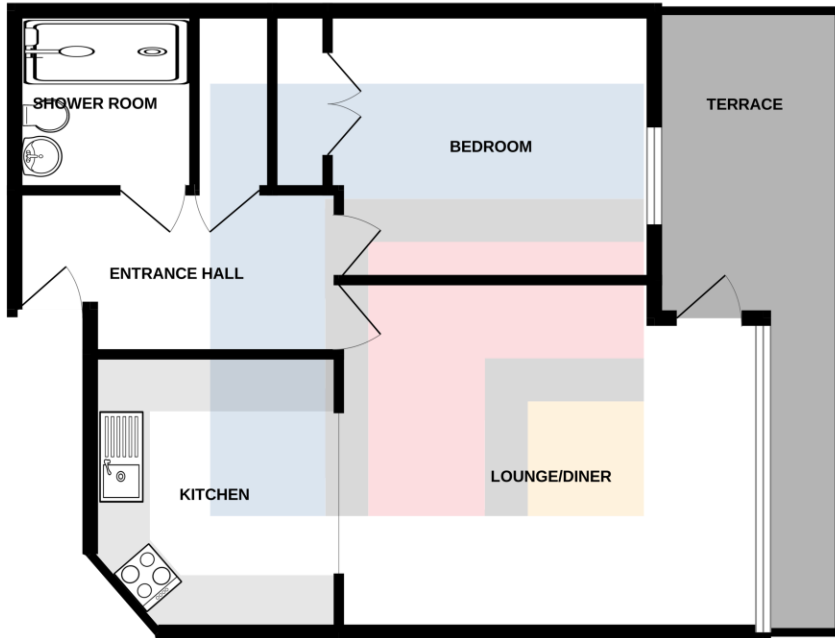 SHOWER ROOM
TERRACE
BEDROOM
ENTRANCE HALL
LOUNGE/DINER
KITCHEN